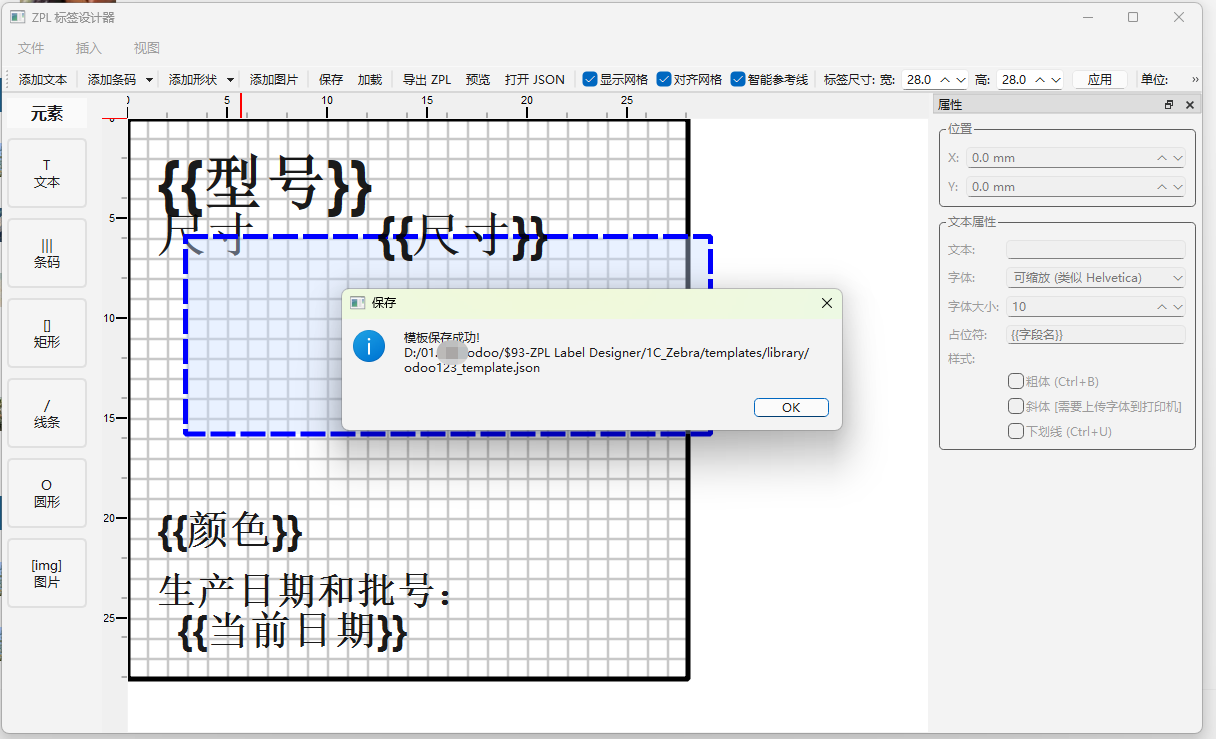 ZPL 标签设计器
文件 插入 视图
添加文本 添加条码 添加形状 添加图片 保存 加载 导出 ZPL 预览 打开 JSON 显示网格 对齐网格 智能参考线 标签尺寸: 宽: 28.0 高: 28.0 应用 单位: »
元素
T
文本
|||
条码
[]
矩形
/
线条
O
圆形
[img]
图片
0 5 10 15 20 25
0
5
10
15
20
25
{{型号}}
尺寸 {{尺寸}}
{{颜色}}
生产日期和批号：
{{当前日期}}
保存
模板保存成功!
D:/01. odoo/$93-ZPL Label Designer/1C_Zebra/templates/library/
odoo123_template.json
OK
属性
位置
X: 0.0 mm
Y: 0.0 mm
文本属性
文本:
字体: 可缩放 (类似 Helvetica)
字体大小: 10
占位符: {{字段名}}
样式:
粗体 (Ctrl+B)
斜体 [需要上传字体到打印机]
下划线 (Ctrl+U)